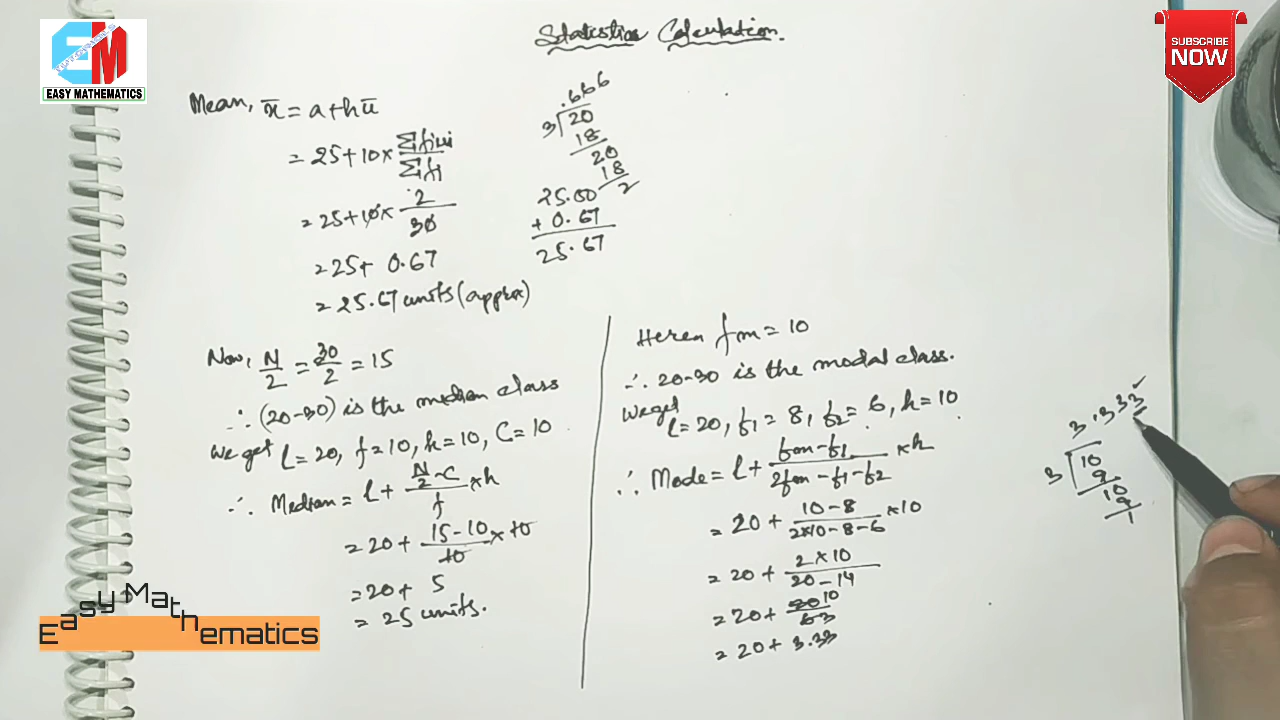 EM
EASY MATHEMATICS
SUBSCRIBE
NOW
Statistics Calculation.
Mean, x̄ = a + hū
= 25 + 10 × Σfiui / Σfi
= 25 + 10 × 2 / 30
= 25 + 0.67
= 25.67 units (approx)
.666
3 ) 20
18
20
18
2
25.00
+ 0.67
25.67
Now, N/2 = 30/2 = 15
∴ (20-30) is the median class
We get l = 20, f = 10, h = 10, C = 10
∴ Median = l + (N/2 - C)/f × h
= 20 + (15 - 10)/10 × 10
= 20 + 5
= 25 units.
Heren fm = 10
∴ 20-30 is the modal class.
We get l = 20, f1 = 8, f2 = 6, h = 10
∴ Mode = l + (fm - f1)/(2fm - f1 - f2) × h
= 20 + (10 - 8)/(2×10 - 8 - 6) × 10
= 20 + (2 × 10)/(20 - 14)
= 20 + 20 10 / 6 3
= 20 + 3.33
3.333
3 ) 10
9
10
9
1
Easy Mathematics